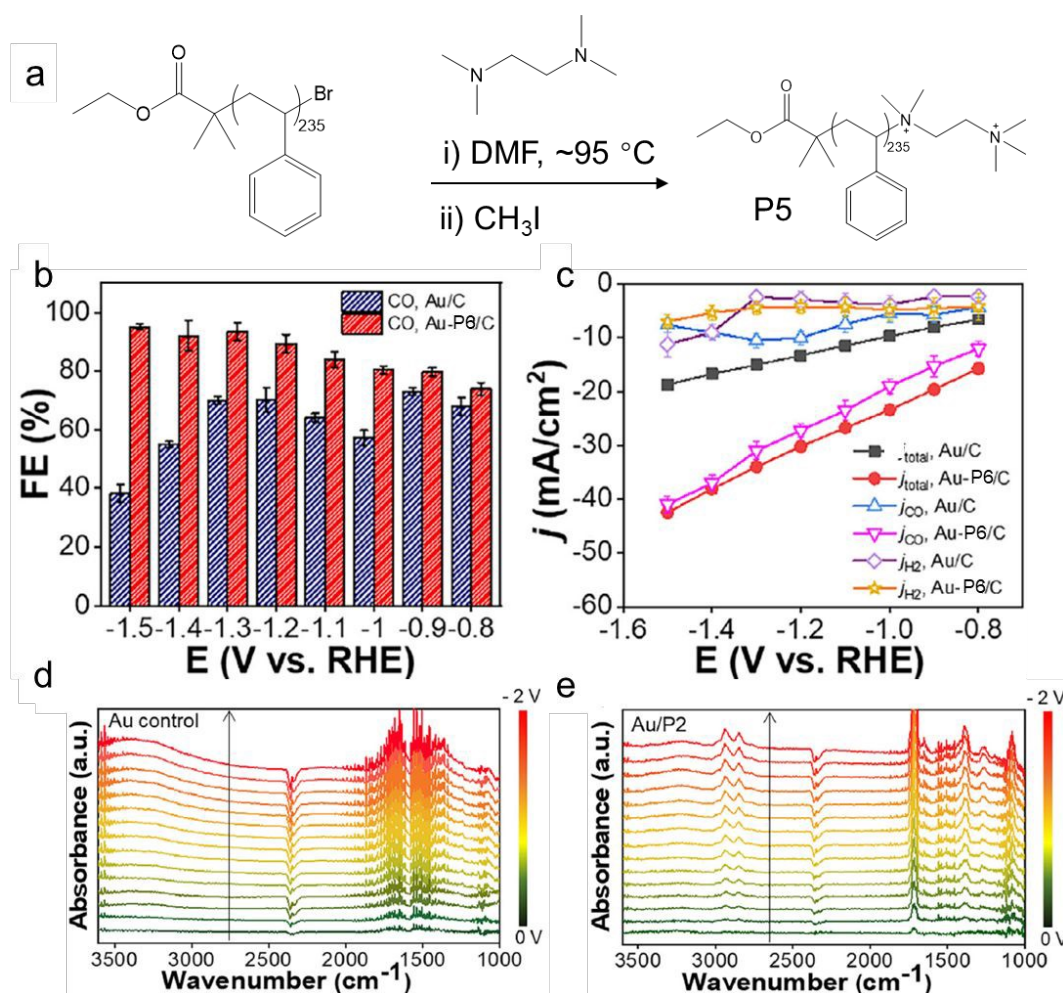 a
O
O
Br
235
N
N
i) DMF, ~95 °C
ii) CH3I
O
O
235
N
+
N
+
P5
b
100
80
60
40
20
0
FE (%)
CO, Au/C
CO, Au-P6/C
-1.5 -1.4 -1.3 -1.2 -1.1 -1 -0.9 -0.8
E (V vs. RHE)
c
0
-10
-20
-30
-40
-50
-60
j (mA/cm2)
jtotal, Au/C
jtotal, Au-P6/C
jCO, Au/C
jCO, Au-P6/C
jH2, Au/C
jH2, Au-P6/C
-1.6 -1.4 -1.2 -1.0 -0.8
E (V vs. RHE)
d
Au control
Absorbance (a.u.)
3500 3000 2500 2000 1500 1000
Wavenumber (cm-1)
- 2 V
0 V
e
Au/P2
Absorbance (a.u.)
3500 3000 2500 2000 1500 1000
Wavenumber (cm-1)
- 2 V
0 V